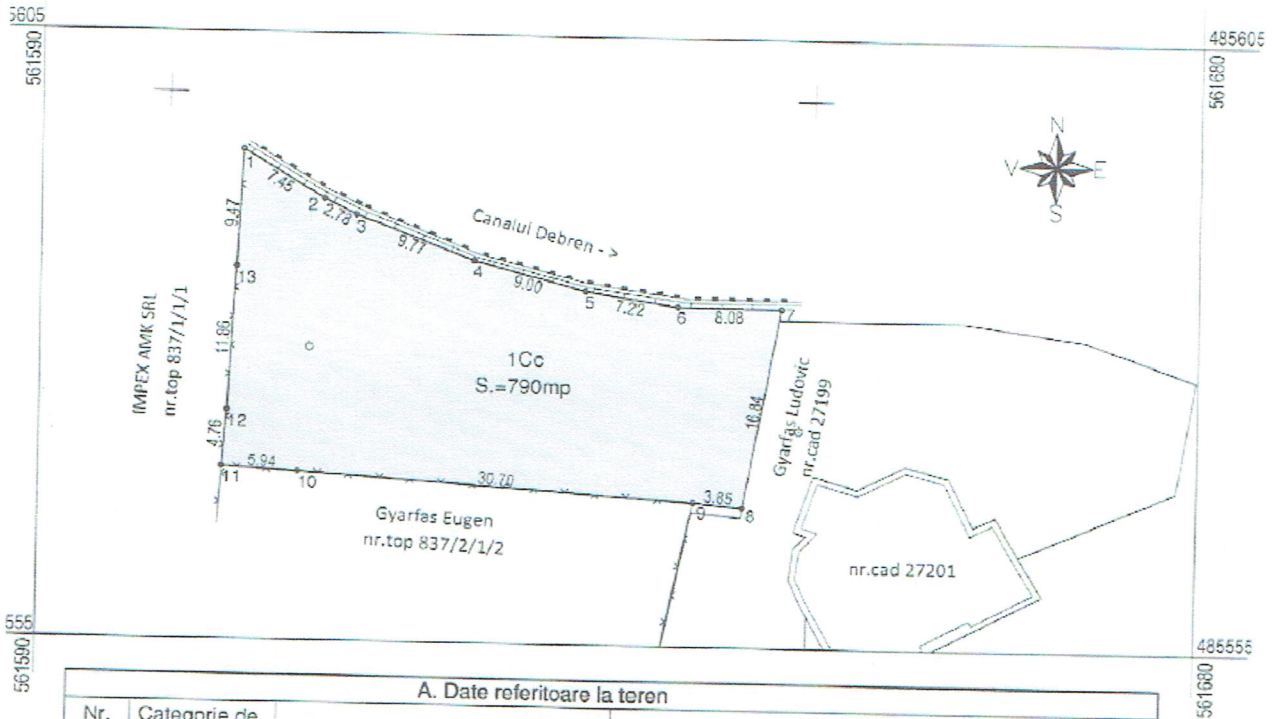 5605
561590
485605
561680
N
V
E
S
1
7.45
2
2.78
3
9.77
4
9.00
5
7.22
6
8.08
7
Canalul Debren - >
9.47
13
11.86
12
4.76
IMPEX AMK SRL
nr.top 837/1/1/1
1Cc
S.=790mp
16.84
Gyarfas Ludovic
nr.cad 27199
11
5.94
10
30.70
9
3.85
8
Gyarfas Eugen
nr.top 837/2/1/2
nr.cad 27201
555
561590
485555
561680
A. Date referitoare la teren
Nr.
Categorie de